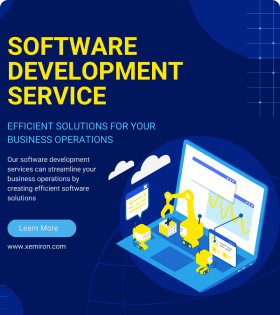 SOFTWARE
DEVELOPMENT
SERVICE
EFFICIENT SOLUTIONS FOR YOUR
BUSINESS OPERATIONS
Our software development
services can streamline your
business operations by
creating efficient software
solutions
Learn More
www.xemiron.com